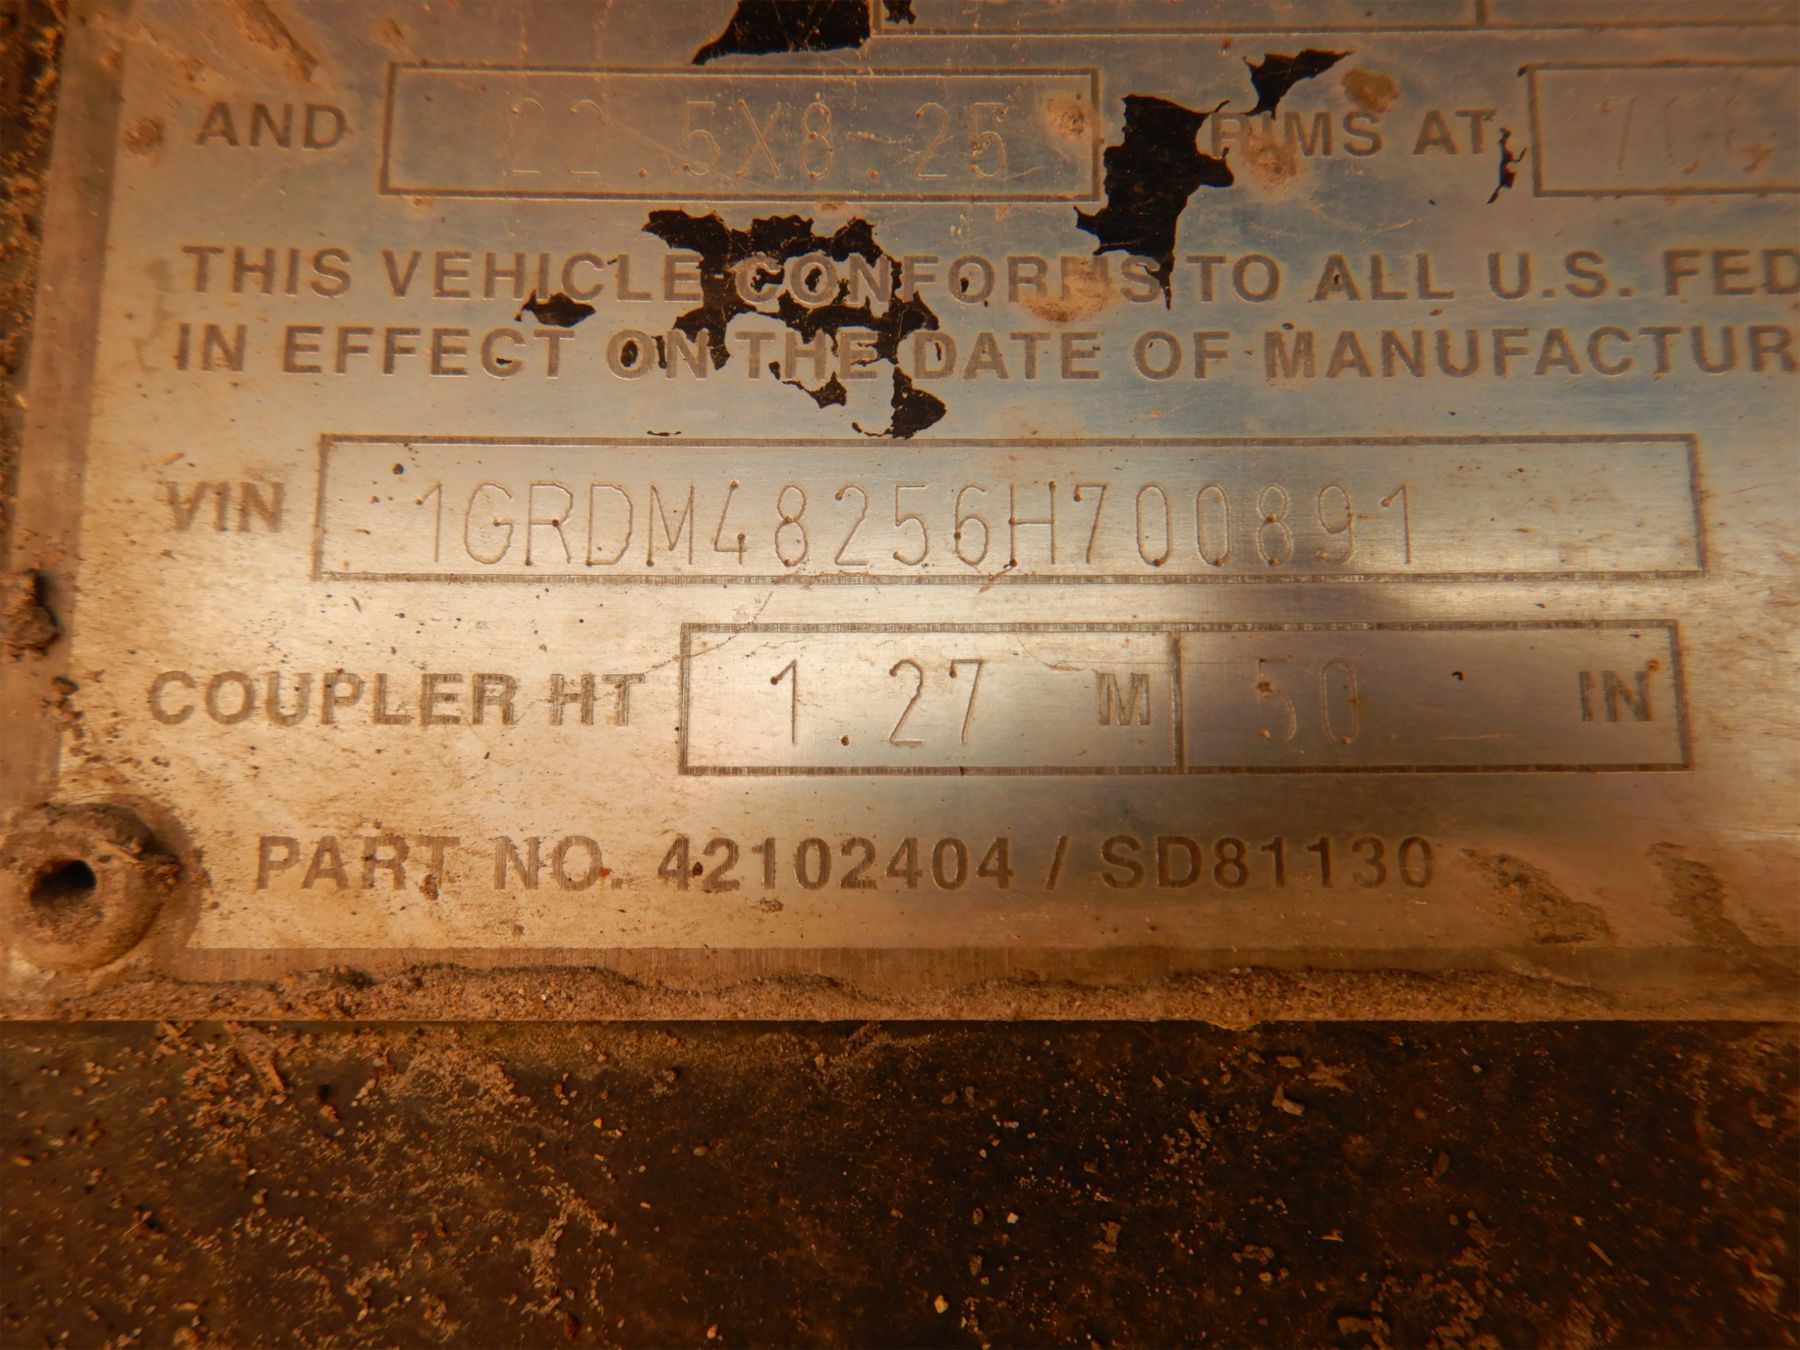 AND 22.5X8.25 RIMS AT
THIS VEHICLE CONFORMS TO ALL U.S. FED
IN EFFECT ON THE DATE OF MANUFACTUR
VIN 1GRDM48256H700891
COUPLER HT 1.27 M 50 IN
PART NO. 42102404 / SD81130